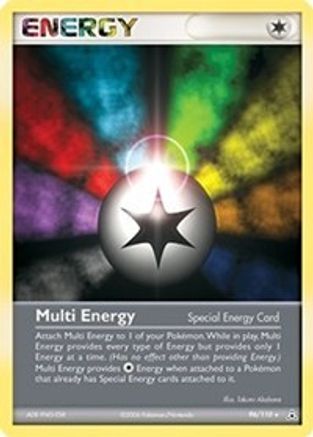 ENERGY
Multi Energy Special Energy Card
Attach Multi Energy to 1 of your Pokémon. While in play, Multi
Energy provides every type of Energy but provides only 1
Energy at a time. (Has no effect other than providing Energy.)
Multi Energy provides Energy when attached to a Pokémon
that already has Special Energy cards attached to it.
Illus. Takumi Akabane
©2006 Pokémon/Nintendo 96/110